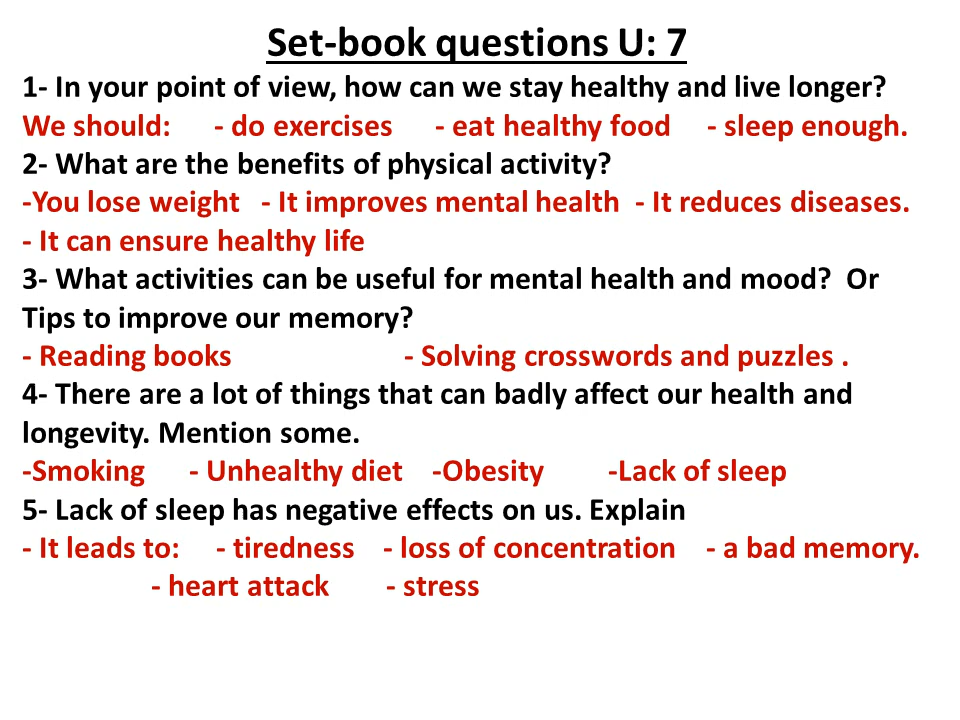 Set-book questions U: 7
1- In your point of view, how can we stay healthy and live longer?
We should: - do exercises - eat healthy food - sleep enough.
2- What are the benefits of physical activity?
-You lose weight - It improves mental health - It reduces diseases.
- It can ensure healthy life
3- What activities can be useful for mental health and mood? Or
Tips to improve our memory?
- Reading books - Solving crosswords and puzzles .
4- There are a lot of things that can badly affect our health and
longevity. Mention some.
-Smoking - Unhealthy diet -Obesity -Lack of sleep
5- Lack of sleep has negative effects on us. Explain
- It leads to: - tiredness - loss of concentration - a bad memory.
- heart attack - stress